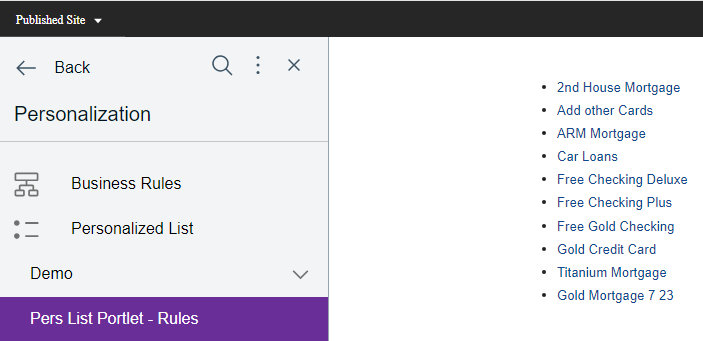 Published Site
Back
Personalization
Business Rules
Personalized List
Demo
Pers List Portlet - Rules
2nd House Mortgage
Add other Cards
ARM Mortgage
Car Loans
Free Checking Deluxe
Free Checking Plus
Free Gold Checking
Gold Credit Card
Titanium Mortgage
Gold Mortgage 7 23